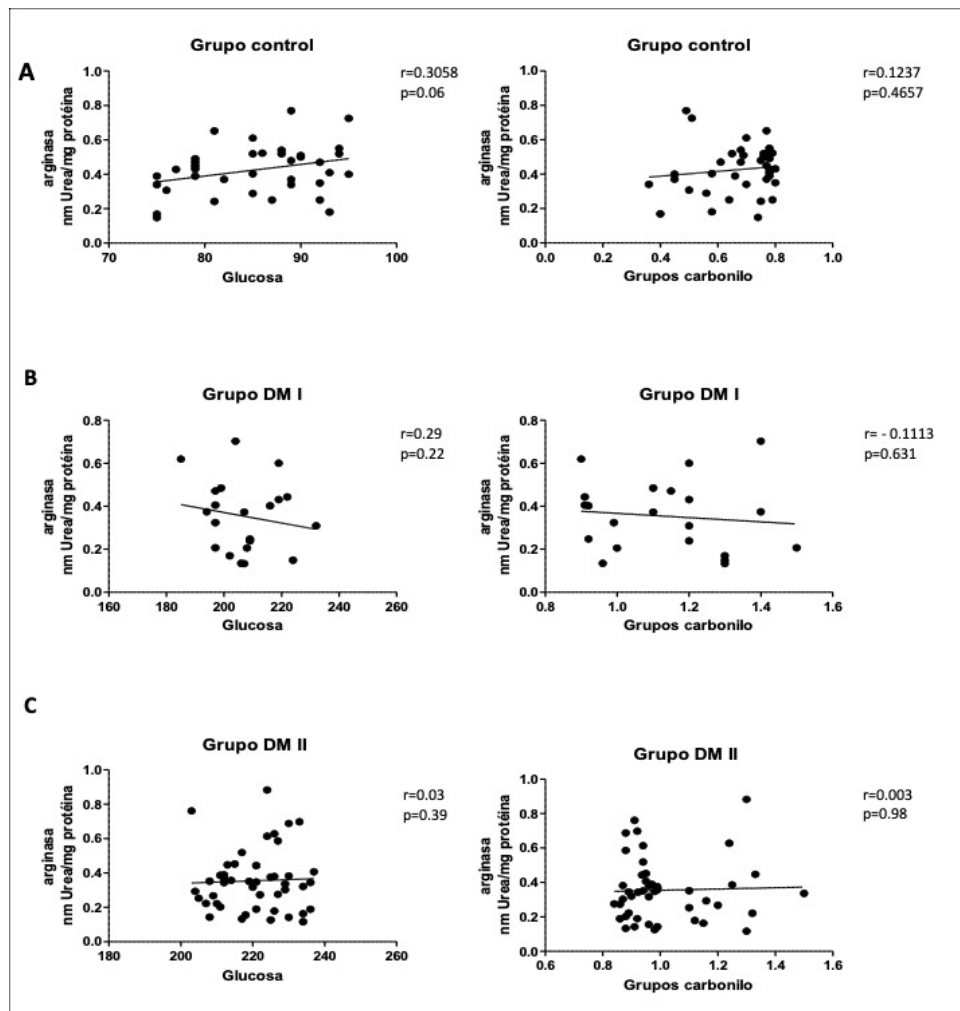 A
Grupo control
r=0.3058
p=0.06
arginasa
nm Urea/mg protéina
1.0
0.8
0.6
0.4
0.2
0.0
70
80
90
100
Glucosa
Grupo control
r=0.1237
p=0.4657
arginasa
nm Urea/mg protéina
1.0
0.8
0.6
0.4
0.2
0.0
0.0
0.2
0.4
0.6
0.8
1.0
Grupos carbonilo
B
Grupo DM I
r=0.29
p=0.22
arginasa
nm Urea/mg protéina
0.8
0.6
0.4
0.2
0.0
160
180
200
220
240
260
Glucosa
Grupo DM I
r= - 0.1113
p=0.631
arginasa
nm Urea/mg protéina
0.8
0.6
0.4
0.2
0.0
0.8
1.0
1.2
1.4
1.6
Grupos carbonilo
C
Grupo DM II
r=0.03
p=0.39
arginasa
nm Urea/mg protéina
1.0
0.8
0.6
0.4
0.2
0.0
180
200
220
240
260
Glucosa
Grupo DM II
r=0.003
p=0.98
arginasa
nm Urea/mg protéina
1.0
0.8
0.6
0.4
0.2
0.0
0.6
0.8
1.0
1.2
1.4
1.6
Grupos carbonilo